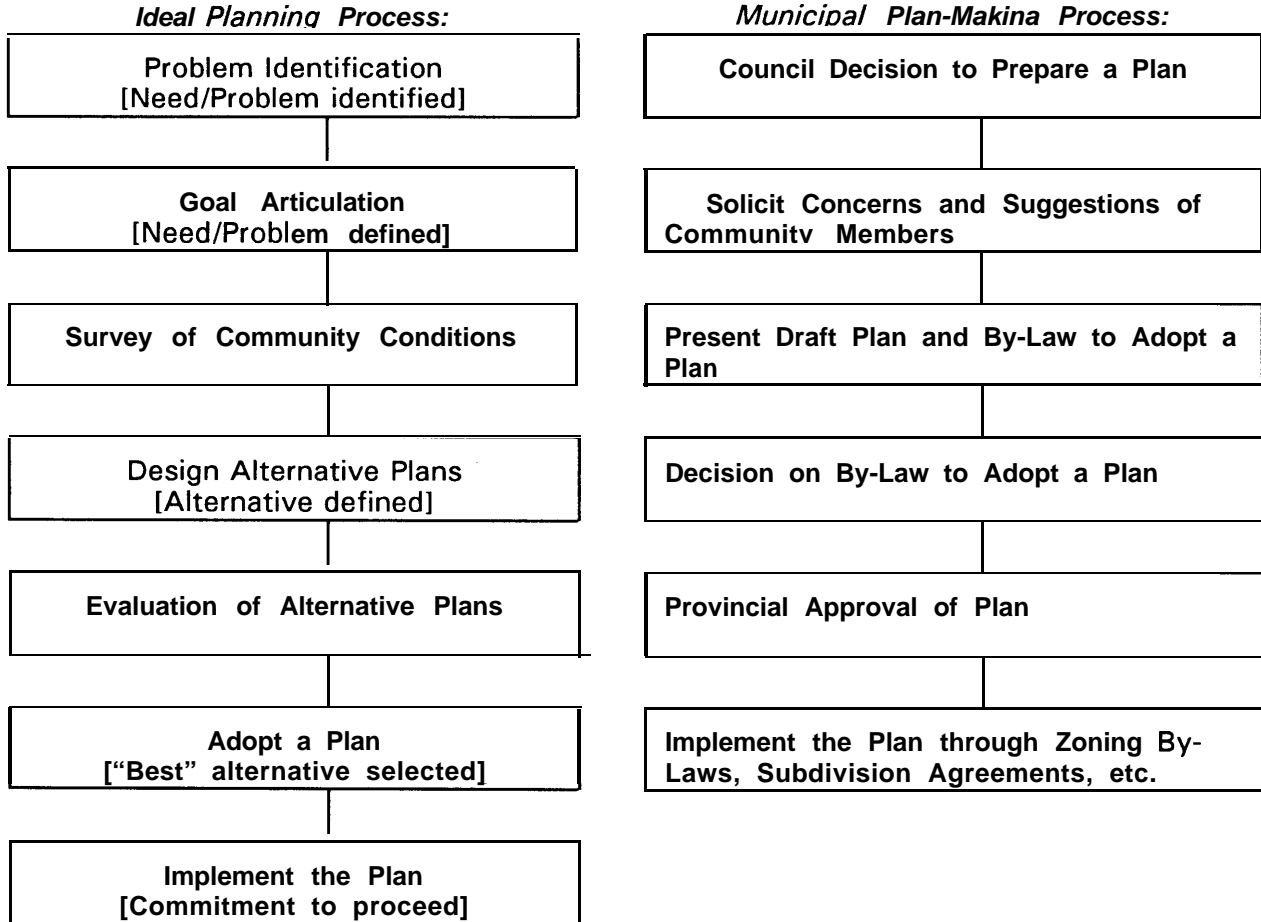 Ideal Planning Process:
Problem Identification
[Need/Problem identified]
Goal Articulation
[Need/Problem defined]
Survey of Community Conditions
Design Alternative Plans
[Alternative defined]
Evaluation of Alternative Plans
Adopt a Plan
[“Best” alternative selected]
Implement the Plan
[Commitment to proceed]
Municipal Plan-Makina Process:
Council Decision to Prepare a Plan
Solicit Concerns and Suggestions of
Community Members
Present Draft Plan and By-Law to Adopt a
Plan
Decision on By-Law to Adopt a Plan
Provincial Approval of Plan
Implement the Plan through Zoning By-
Laws, Subdivision Agreements, etc.